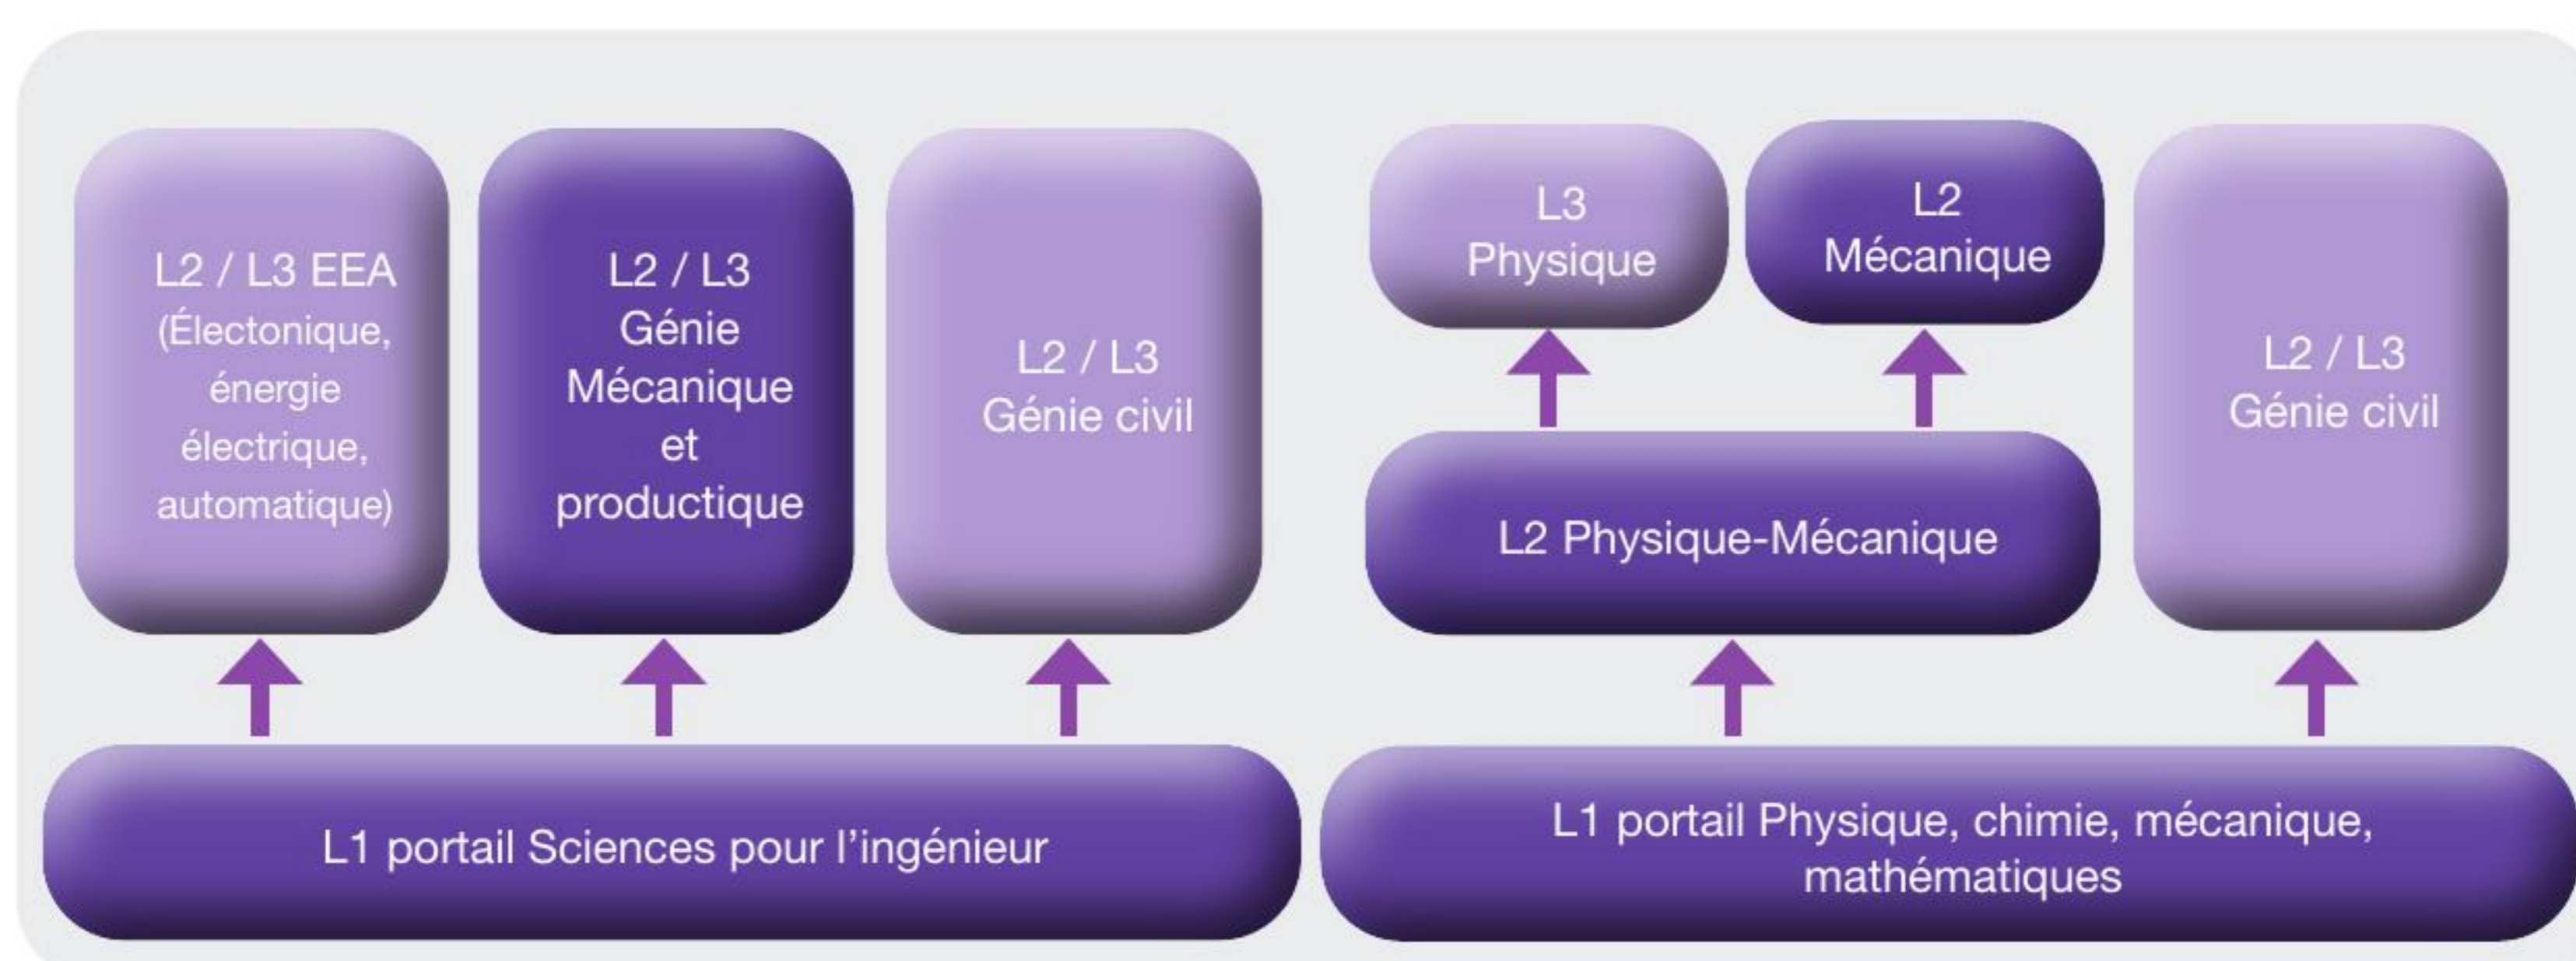 L2 / L3 EEA
(Électonique,
énergie
électrique,
automatique)
L2 / L3
Génie
Mécanique
et
productique
L2 / L3
Génie civil
L3
Physique
L2
Mécanique
L2 Physique-Mécanique
L2 / L3
Génie civil
L1 portail Sciences pour l'ingénieur
L1 portail Physique, chimie, mécanique,
mathématiques